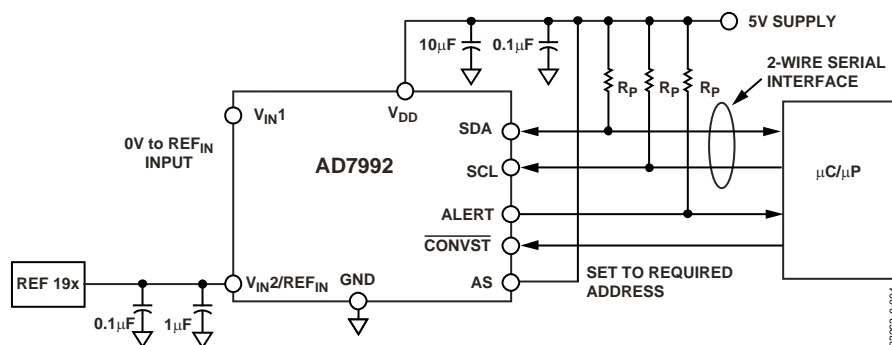 5V SUPPLY
10μF
0.1μF
2-WIRE SERIAL
INTERFACE
RP
RP
RP
VIN1
VDD
0V to REFIN
INPUT
AD7992
SDA
SCL
ALERT
CONVST
AS
μC/μP
SET TO REQUIRED
ADDRESS
REF 19x
VIN2/REFIN
GND
0.1μF
1μF